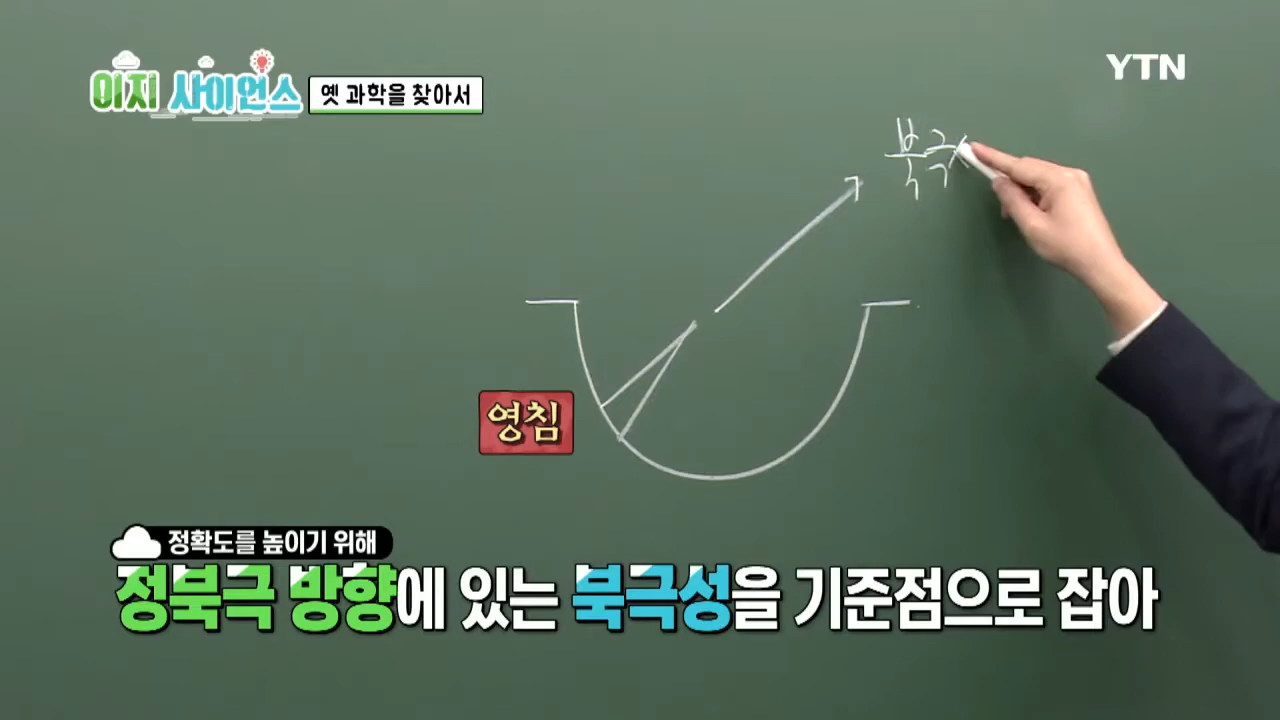 이지 사이언스
옛 과학을 찾아서
YTN
북극
영침
정확도를 높이기 위해
정북극 방향에 있는 북극성을 기준점으로 잡아